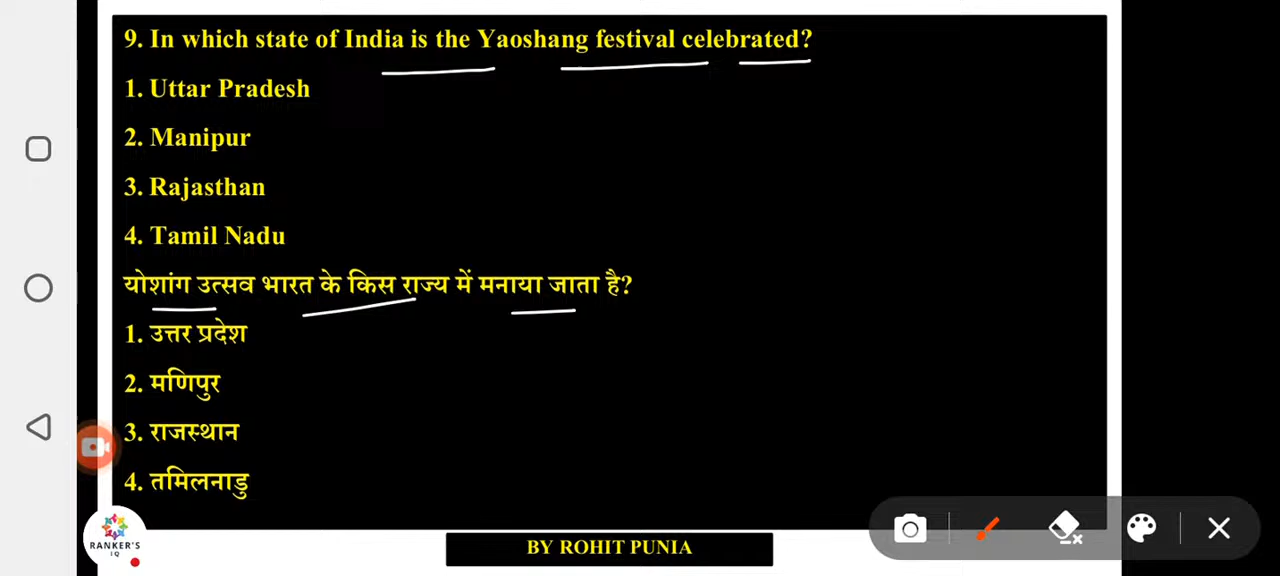 9. In which state of India is the Yaoshang festival celebrated?
1. Uttar Pradesh
2. Manipur
3. Rajasthan
4. Tamil Nadu
योशांग उत्सव भारत के किस राज्य में मनाया जाता है?
1. उत्तर प्रदेश
2. मणिपुर
3. राजस्थान
4. तमिलनाडु
RANKER'S
IQ
BY ROHIT PUNIA